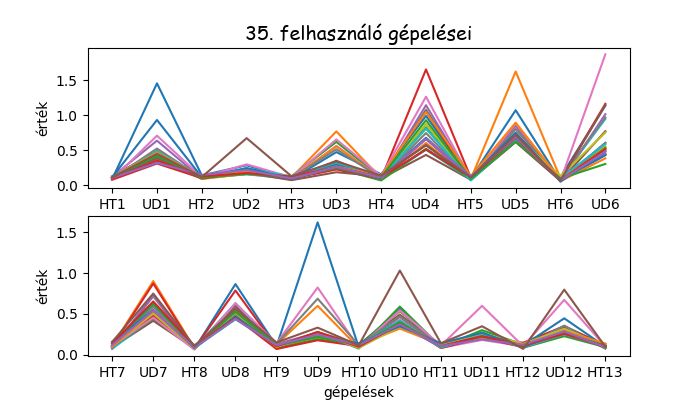 35. felhasználó gépelései
érték
1.5
1.0
0.5
0.0
HT1 UD1 HT2 UD2 HT3 UD3 HT4 UD4 HT5 UD5 HT6 UD6
érték
1.5
1.0
0.5
0.0
HT7 UD7 HT8 UD8 HT9 UD9 HT10 UD10 HT11 UD11 HT12 UD12 HT13
gépelések